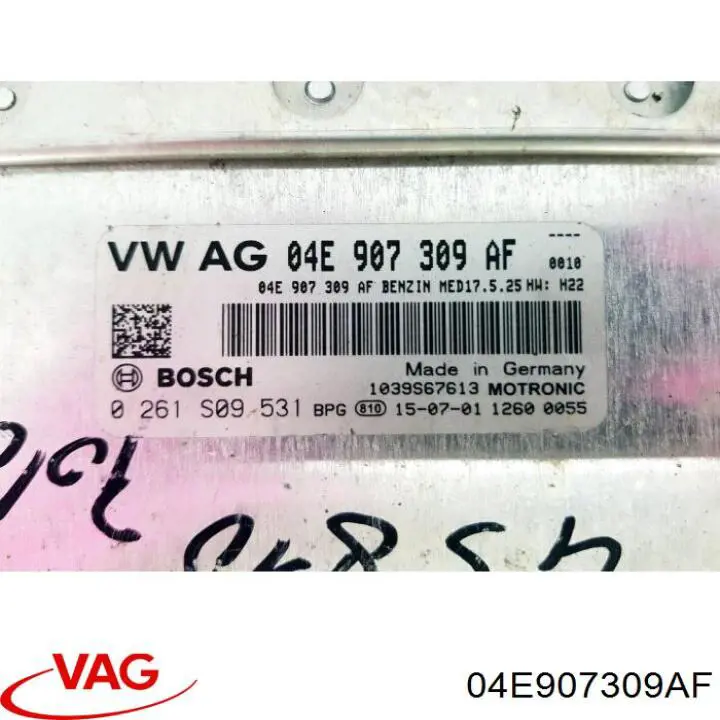 ----
VW AG 04E 907 309 AF 0010
04E 907 309 AF BENZIN MED17.5.25 HW: H22
BOSCH Made in Germany
1039S67613 MOTRONIC
0 261 S09 531 BPG 810 15-07-01 1260 0055
VAG 04E907309AF